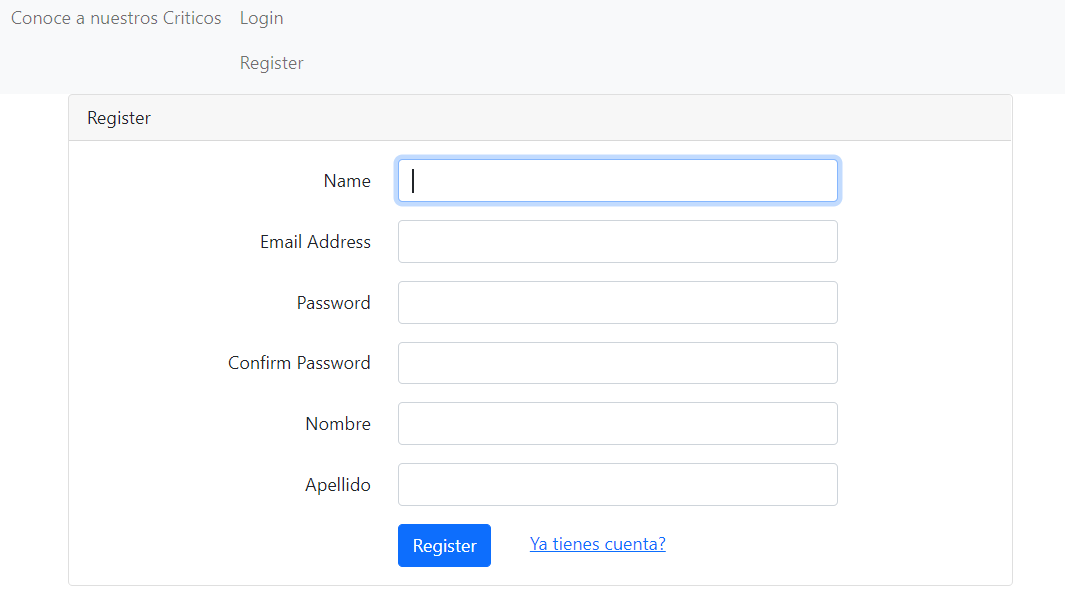 Conoce a nuestros Criticos Login
Register
Register
Name
Email Address
Password
Confirm Password
Nombre
Apellido
Register Ya tienes cuenta?